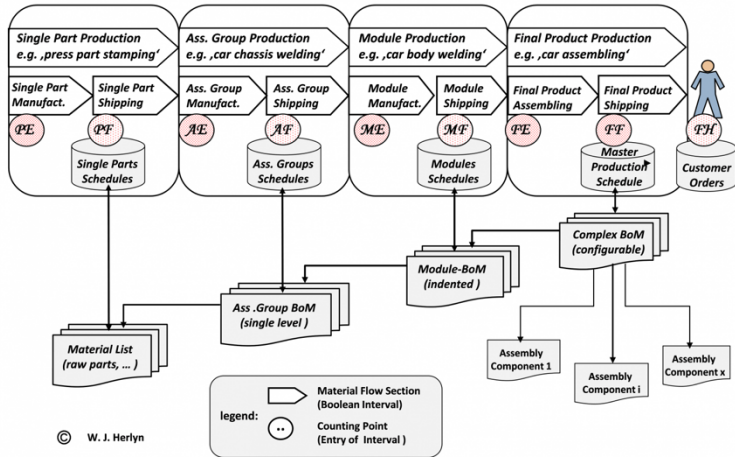 Single Part Production
e.g. ‚press part stamping‘
Ass. Group Production
e.g. ‚car chassis welding‘
Module Production
e.g. ‚car body welding‘
Final Product Production
e.g. ‚car assembling‘
Single Part
Manufact.
Single Part
Shipping
Ass. Group
Manufact.
Ass. Group
Shipping
Module
Manufact.
Module
Shipping
Final Product
Assembling
Final Product
Shipping
PE
PF
AE
AF
ME
MF
FE
FF
FH
Single Parts
Schedules
Ass. Groups
Schedules
Modules
Schedules
Master
Production
Schedule
Customer
Orders
Complex BoM
(configurable)
Module-BoM
(indented )
Ass .Group BoM
(single level )
Material List
(raw parts, … )
Assembly
Component 1
Assembly
Component i
Assembly
Component x
legend:
Material Flow Section
(Boolean Interval)
Counting Point
(Entry of Interval )
© W. J. Herlyn